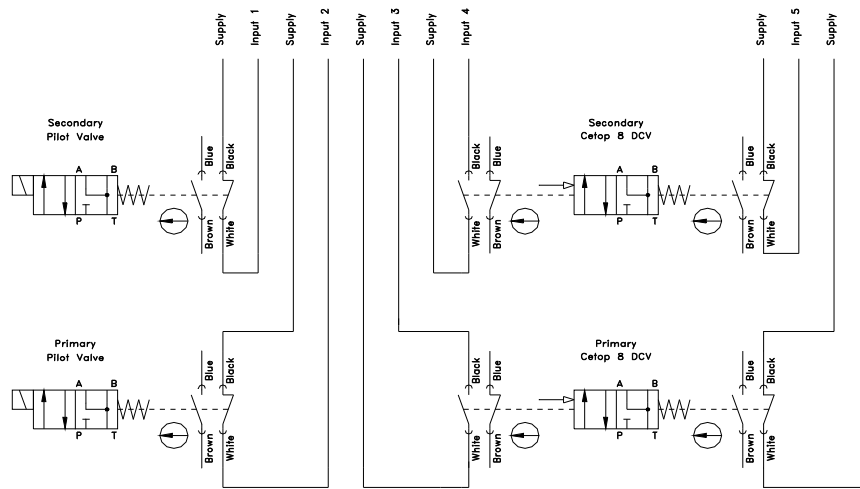 Supply
Input 1
Supply
Input 2
Supply
Input 3
Supply
Input 4
Supply
Input 5
Supply
Secondary
Pilot Valve
A
B
P
T
Blue
Black
Brown
White
Black
Blue
White
Brown
Secondary
Cetop 8 DCV
A
B
P
T
Blue
Black
Brown
White
Primary
Pilot Valve
A
B
P
T
Blue
Black
Brown
White
Black
Blue
White
Brown
Primary
Cetop 8 DCV
A
B
P
T
Blue
Black
Brown
White